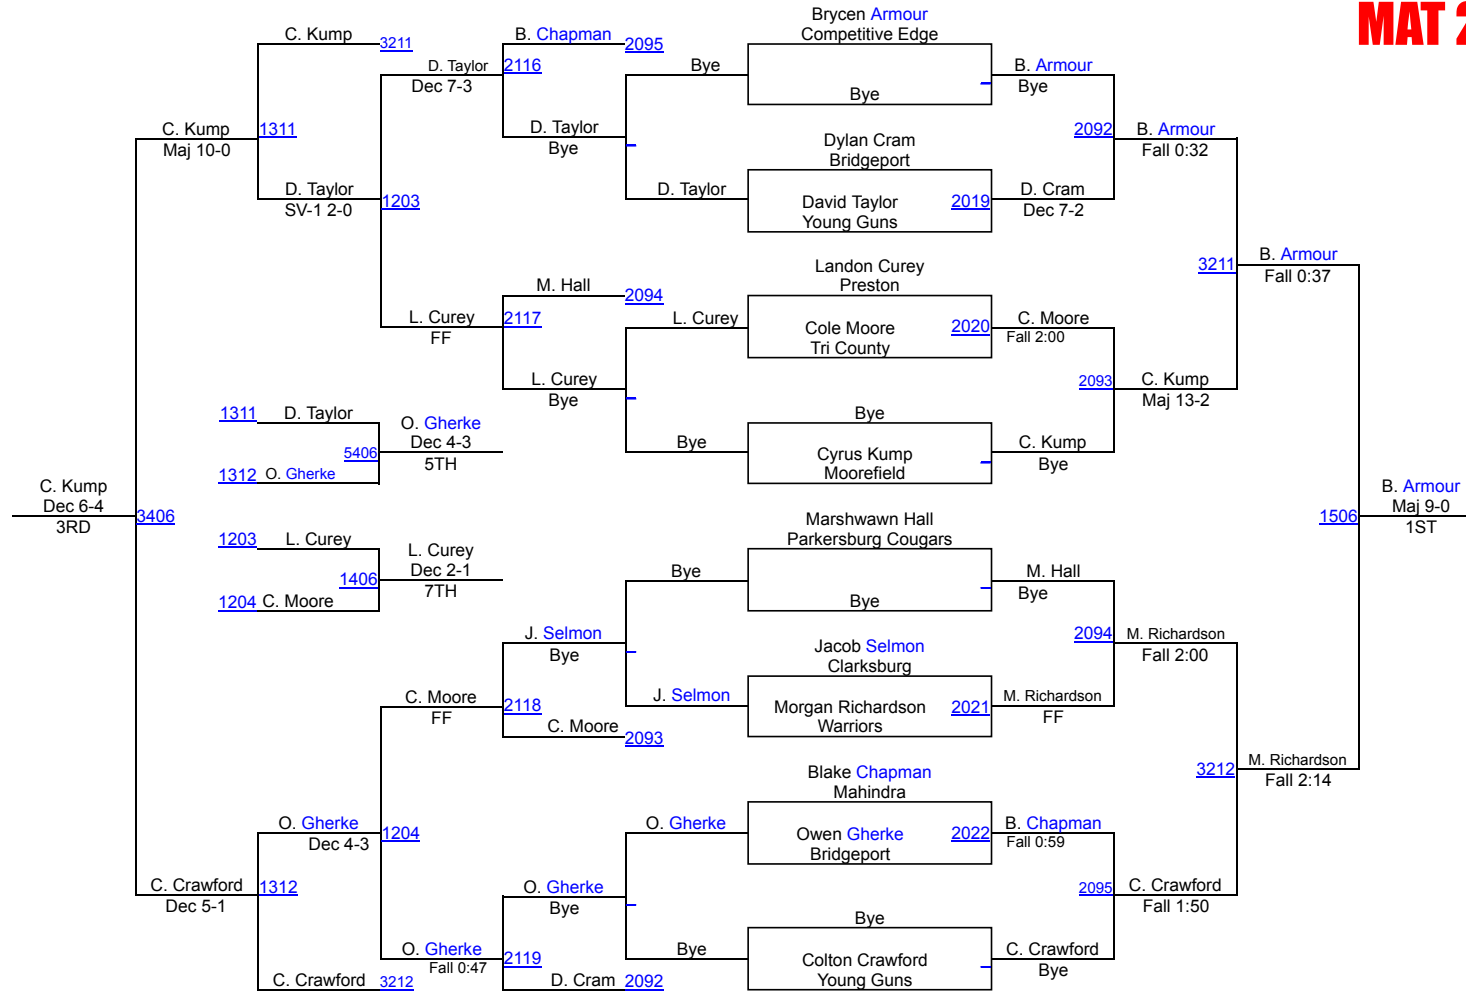 MAT 2
Brycen Armour
Competitive Edge
Bye
Dylan Cram
Bridgeport
David Taylor
Young Guns
2019
Landon Curey
Preston
Cole Moore
Tri County
2020
Bye
Cyrus Kump
Moorefield
Marshwawn Hall
Parkersburg Cougars
Bye
Jacob Selmon
Clarksburg
Morgan Richardson
Warriors
2021
Blake Chapman
Mahindra
Owen Gherke
Bridgeport
2022
Bye
Colton Crawford
Young Guns
B. Armour
Bye
2092
D. Cram
Dec 7-2
C. Moore
Fall 2:00
2093
C. Kump
Bye
M. Hall
Bye
2094
M. Richardson
FF
B. Chapman
Fall 0:59
2095
C. Crawford
Bye
B. Armour
Fall 0:32
3211
C. Kump
Maj 13-2
M. Richardson
Fall 2:00
3212
C. Crawford
Fall 1:50
B. Armour
Fall 0:37
1506
M. Richardson
Fall 2:14
B. Armour
Maj 9-0
1ST
Bye
D. Taylor
L. Curey
Bye
Bye
J. Selmon
O. Gherke
Bye
B. Chapman 2095
2116
D. Taylor
Bye
M. Hall 2094
2117
L. Curey
Bye
J. Selmon
Bye
2118
C. Moore 2093
O. Gherke
Bye
2119
D. Cram 2092
D. Taylor
Dec 7-3
1203
L. Curey
FF
C. Moore
FF
1204
O. Gherke
Fall 0:47
C. Kump 3211
1311
D. Taylor
SV-1 2-0
O. Gherke
Dec 4-3
1312
C. Crawford 3212
C. Kump
Maj 10-0
3406
C. Crawford
Dec 5-1
C. Kump
Dec 6-4
3RD
1311 D. Taylor
5406
1312 O. Gherke
O. Gherke
Dec 4-3
5TH
1203 L. Curey
1406
1204 C. Moore
L. Curey
Dec 2-1
7TH